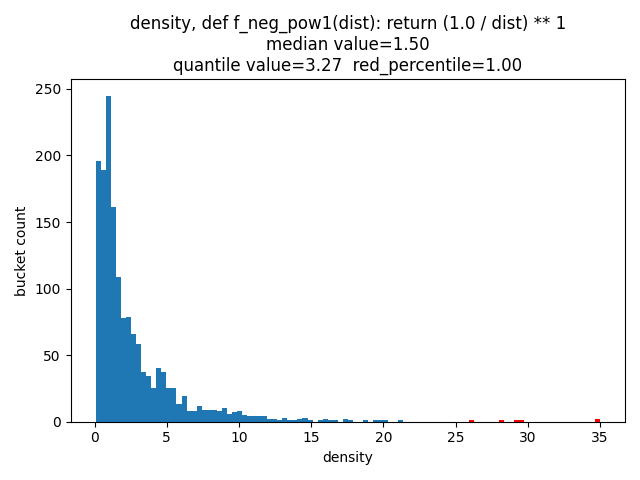 density, def f_neg_pow1(dist): return (1.0 / dist) ** 1
median value=1.50
quantile value=3.27  red_percentile=1.00
250
200
150
100
50
0
bucket count
0 5 10 15 20 25 30 35
density